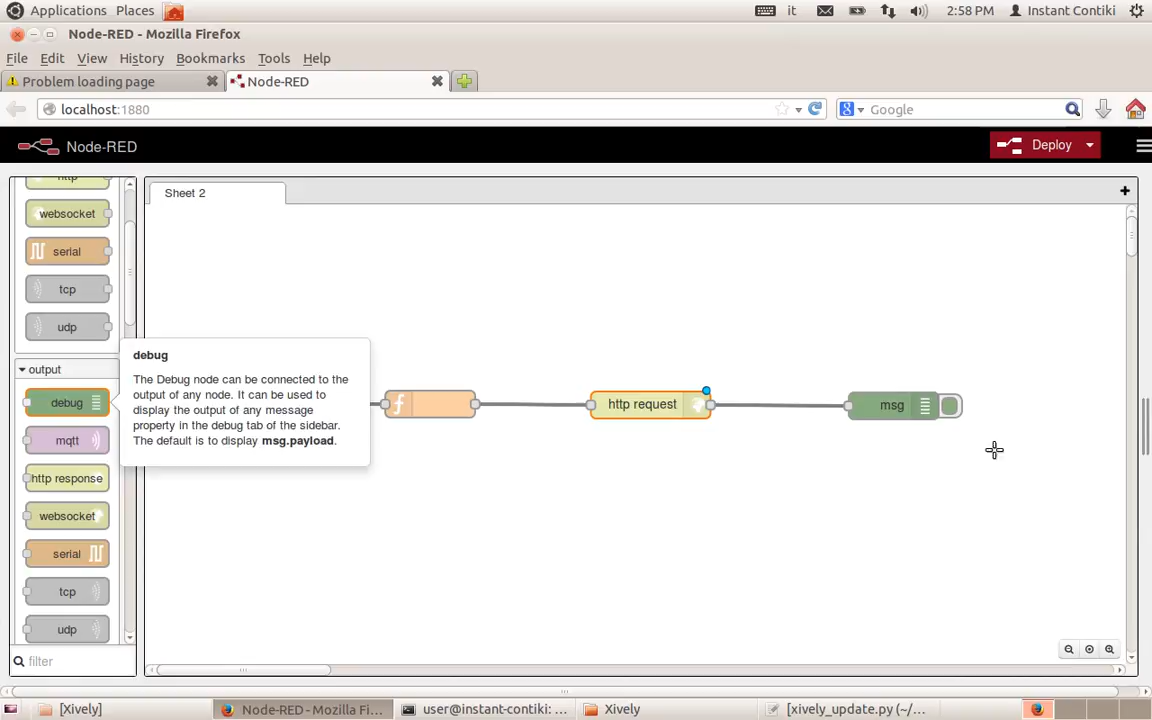 Applications Places it 2:58 PM Instant Contiki
Node-RED - Mozilla Firefox
File Edit View History Bookmarks Tools Help
Problem loading page Node-RED
localhost:1880 Google
Node-RED Deploy
Sheet 2
http
websocket
serial
tcp
udp
output
debug
mqtt
http response
websocket
serial
tcp
udp
filter
debug
The Debug node can be connected to the
output of any node. It can be used to
display the output of any message
property in the debug tab of the sidebar.
The default is to display msg.payload.
http request
msg
[Xively] Node-RED - Mozilla Fi... user@instant-contiki: ... Xively [xively_update.py (~/...